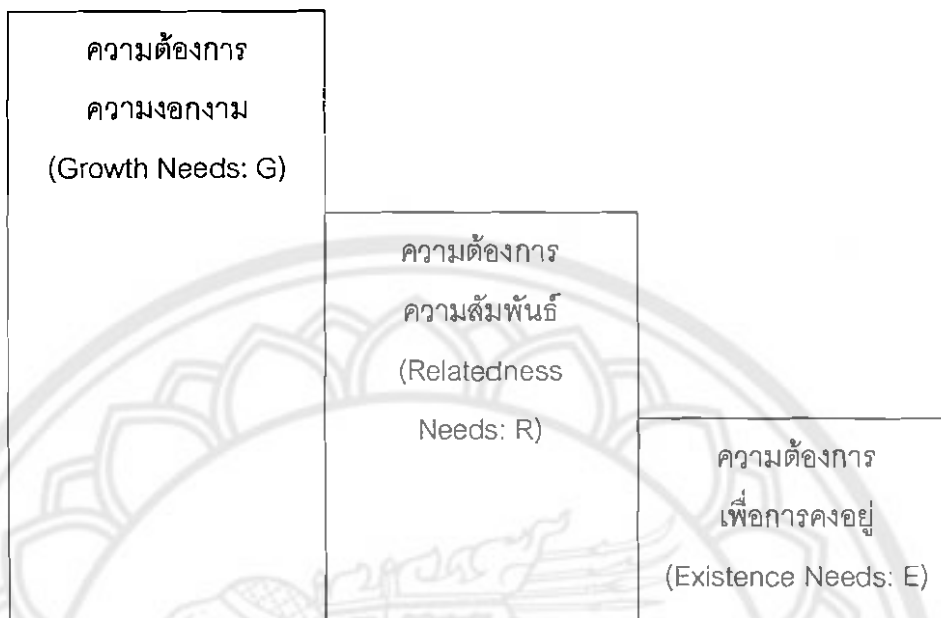 ความต้องการ
ความงอกงาม
(Growth Needs: G)
ความต้องการ
ความสัมพันธ์
(Relatedness
Needs: R)
ความต้องการ
เพื่อการคงอยู่
(Existence Needs: E)